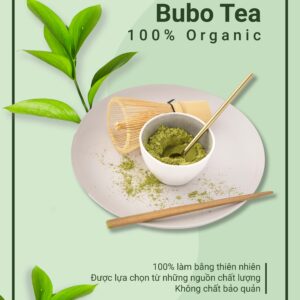 Bubo Tea
100% Organic
100% làm bằng thiên nhiên
Được lựa chọn từ những nguồn chất lượng
Không chất bảo quản